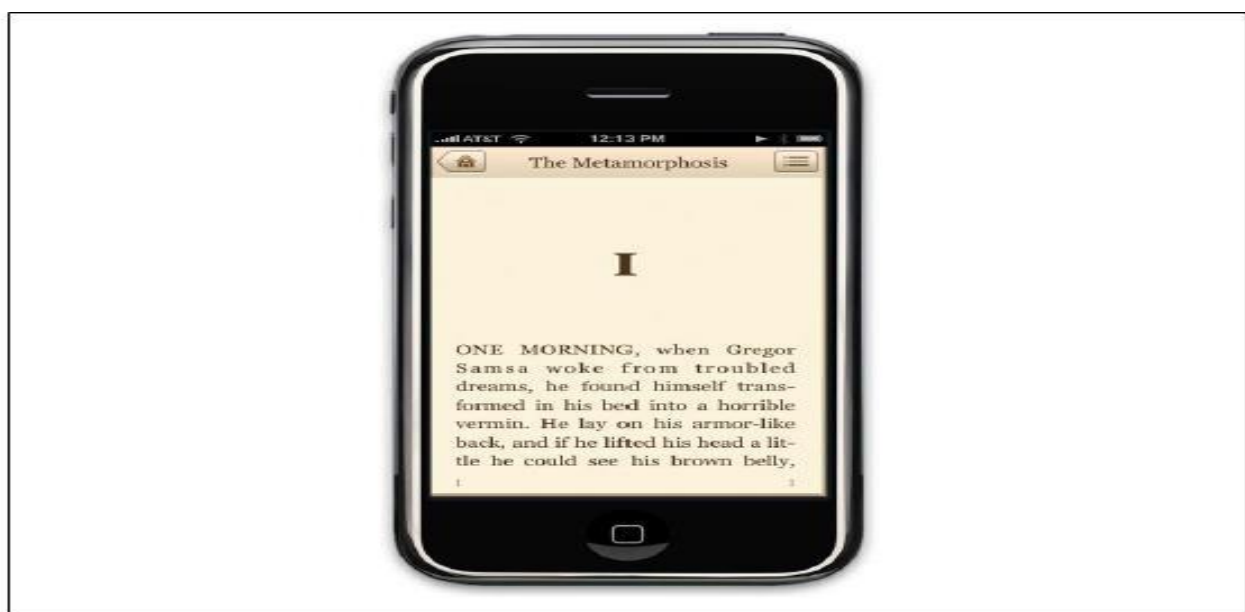 AT&T 12:13 PM
The Metamorphosis
I
ONE MORNING, when Gregor
Samsa woke from troubled
dreams, he found himself trans-
formed in his bed into a horrible
vermin. He lay on his armor-like
back, and if he lifted his head a lit-
tle he could see his brown belly,